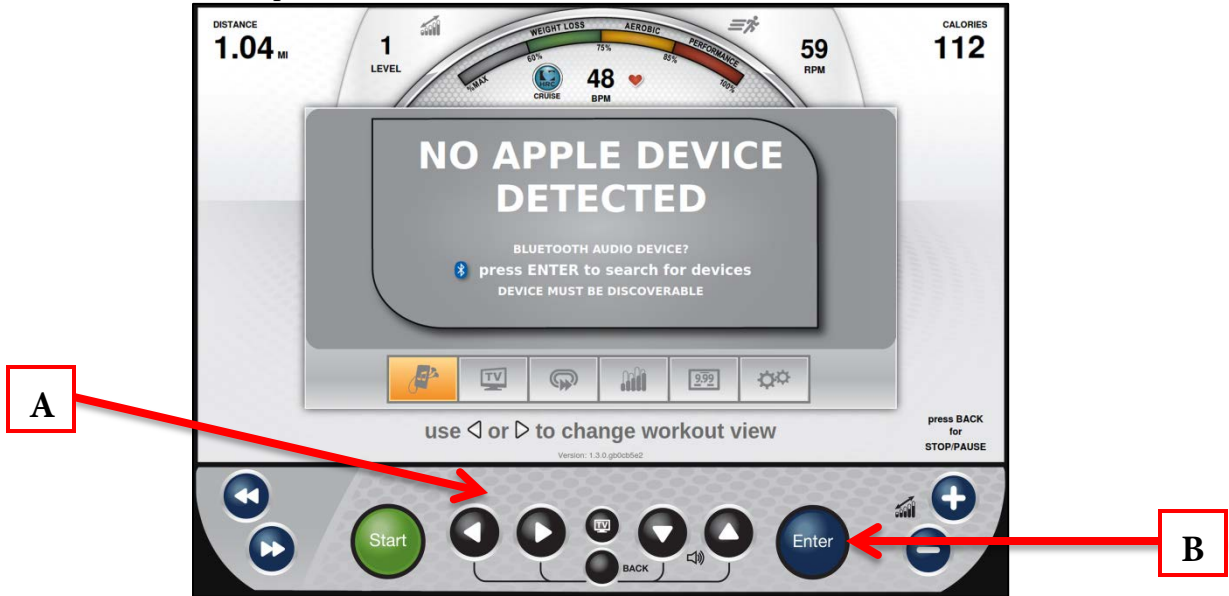 DISTANCE
1.04 MI
1
LEVEL
WEIGHT LOSS
AEROBIC
PERFORMANCE
%MAX
60%
75%
85%
100%
HRC
CRUISE
48
BPM
59
RPM
CALORIES
112
NO APPLE DEVICE
DETECTED
BLUETOOTH AUDIO DEVICE?
press ENTER to search for devices
DEVICE MUST BE DISCOVERABLE
TV
9.99
use ◁ or ▷ to change workout view
Version: 1.3.0.gb0cb5e2
press BACK
for
STOP/PAUSE
A
Start
TV
BACK
Enter
B